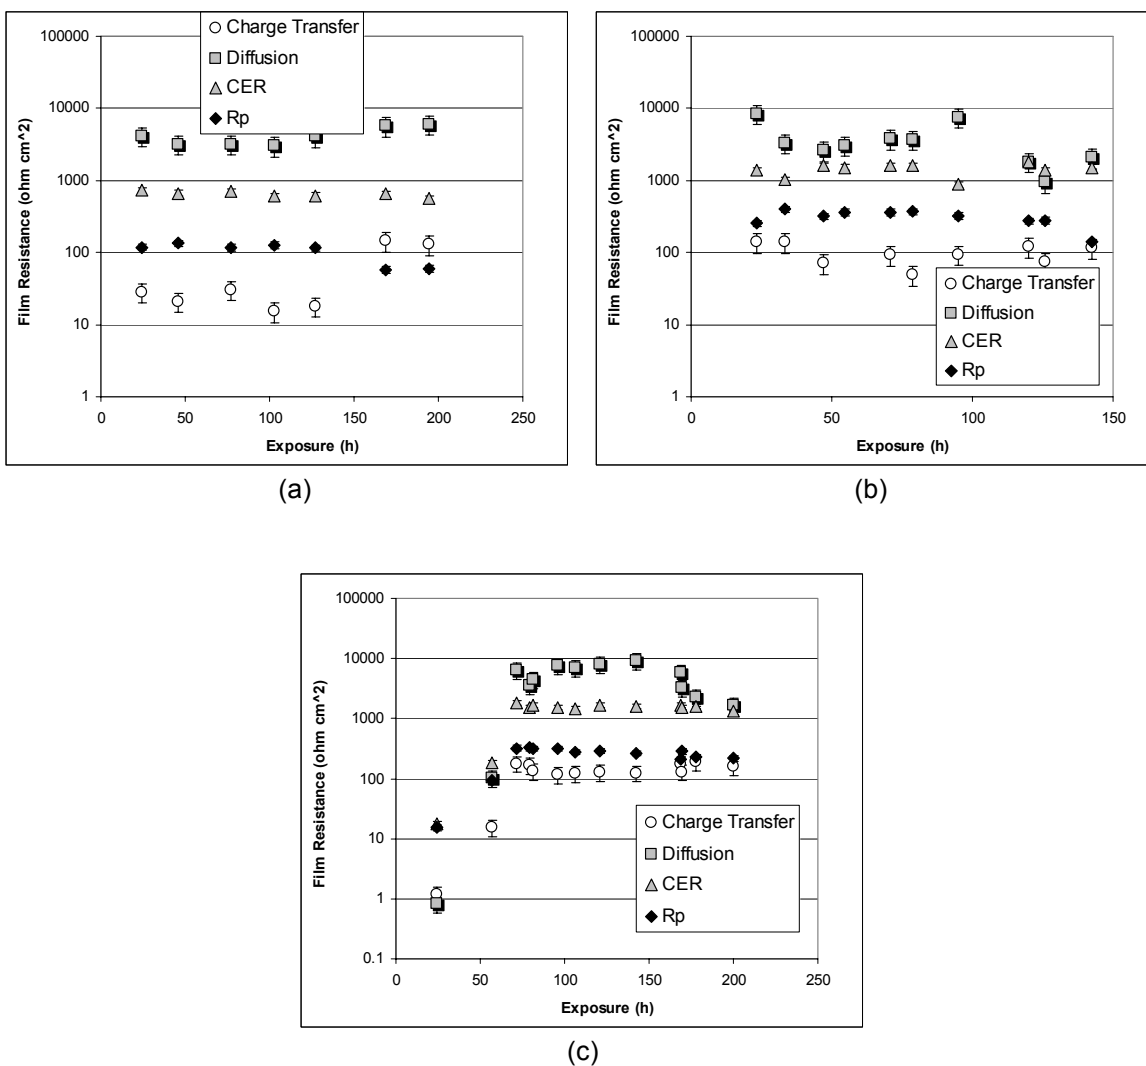 100000
10000
1000
100
10
1
Film Resistance (ohm cm^2)
0 50 100 150 200 250
Exposure (h)
Charge Transfer
Diffusion
CER
Rp
(a)
100000
10000
1000
100
10
1
Film Resistance (ohm cm^2)
0 50 100 150
Exposure (h)
Charge Transfer
Diffusion
CER
Rp
(b)
100000
10000
1000
100
10
1
0.1
Film Resistance (ohm cm^2)
0 50 100 150 200 250
Exposure (h)
Charge Transfer
Diffusion
CER
Rp
(c)